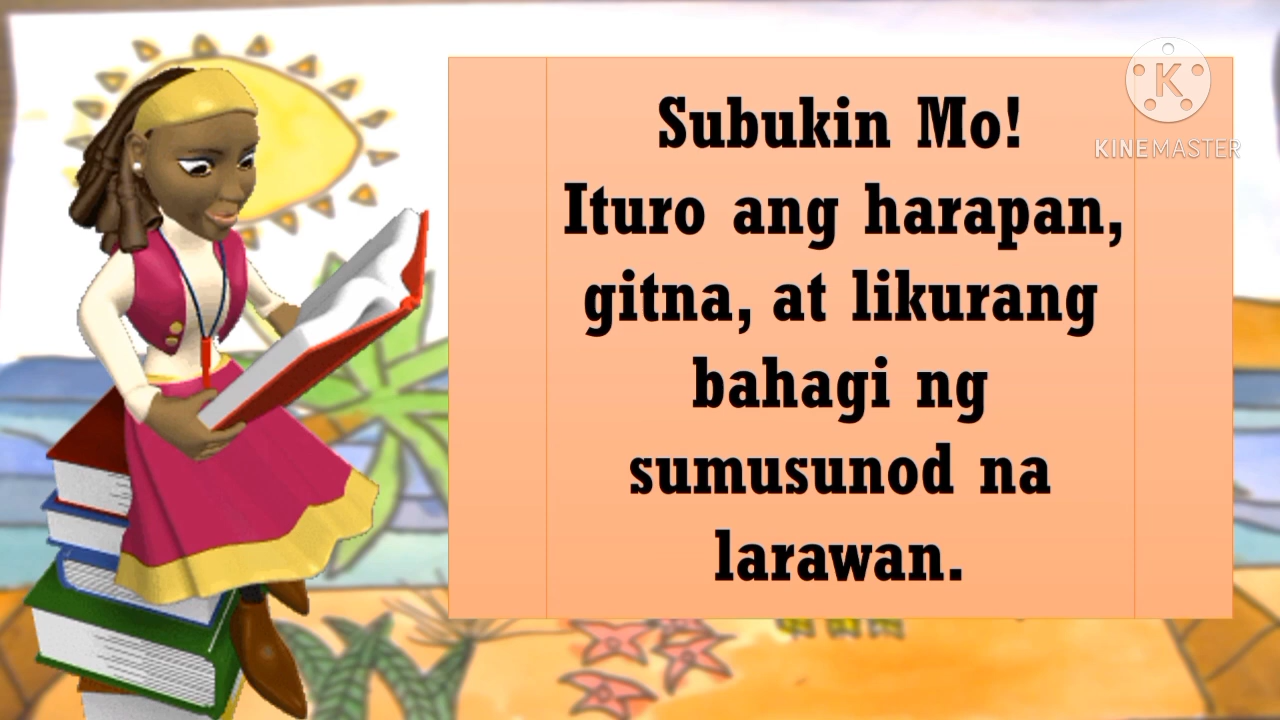 Subukin Mo!
Ituro ang harapan,
gitna, at likurang
bahagi ng
sumusunod na
larawan.
K
KINEMASTER